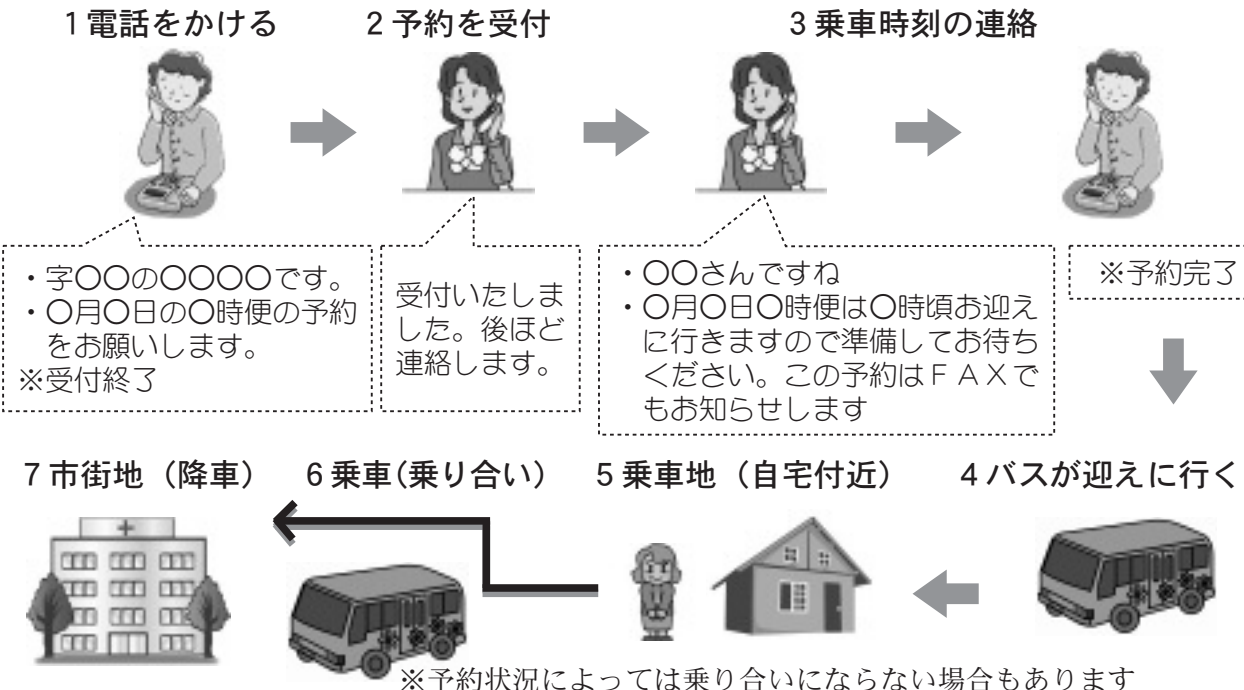 1電話をかける
2予約を受付
3乗車時刻の連絡
・字〇〇の〇〇〇〇です。
・〇月〇日の〇時便の予約
をお願いします。
※受付終了
受付いたしま
した。後ほど
連絡します。
・〇〇さんですね
・〇月〇日〇時便は〇時頃お迎え
に行きますので準備してお待ち
ください。この予約はFAXで
もお知らせします
※予約完了
7市街地（降車）
6乗車(乗り合い)
5乗車地（自宅付近）
4バスが迎えに行く
※予約状況によっては乗り合いにならない場合もあります